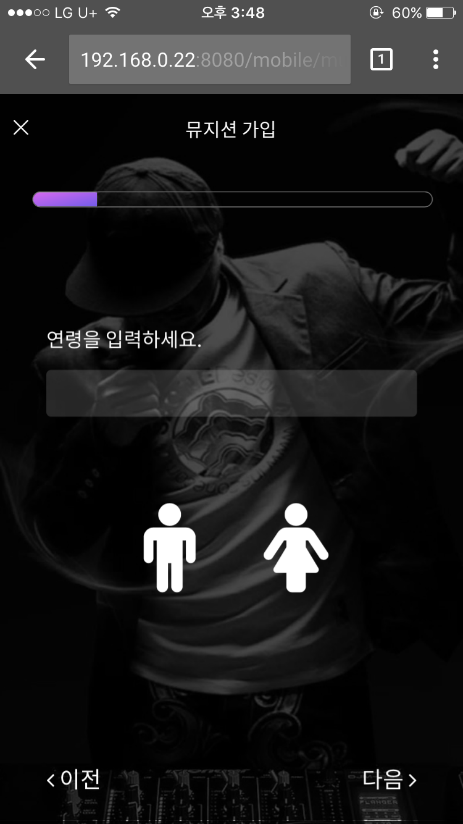 LG U+ 오후 3:48 60%
192.168.0.22:8080/mobile/m
1
뮤지션 가입
연령을 입력하세요.
이전 다음